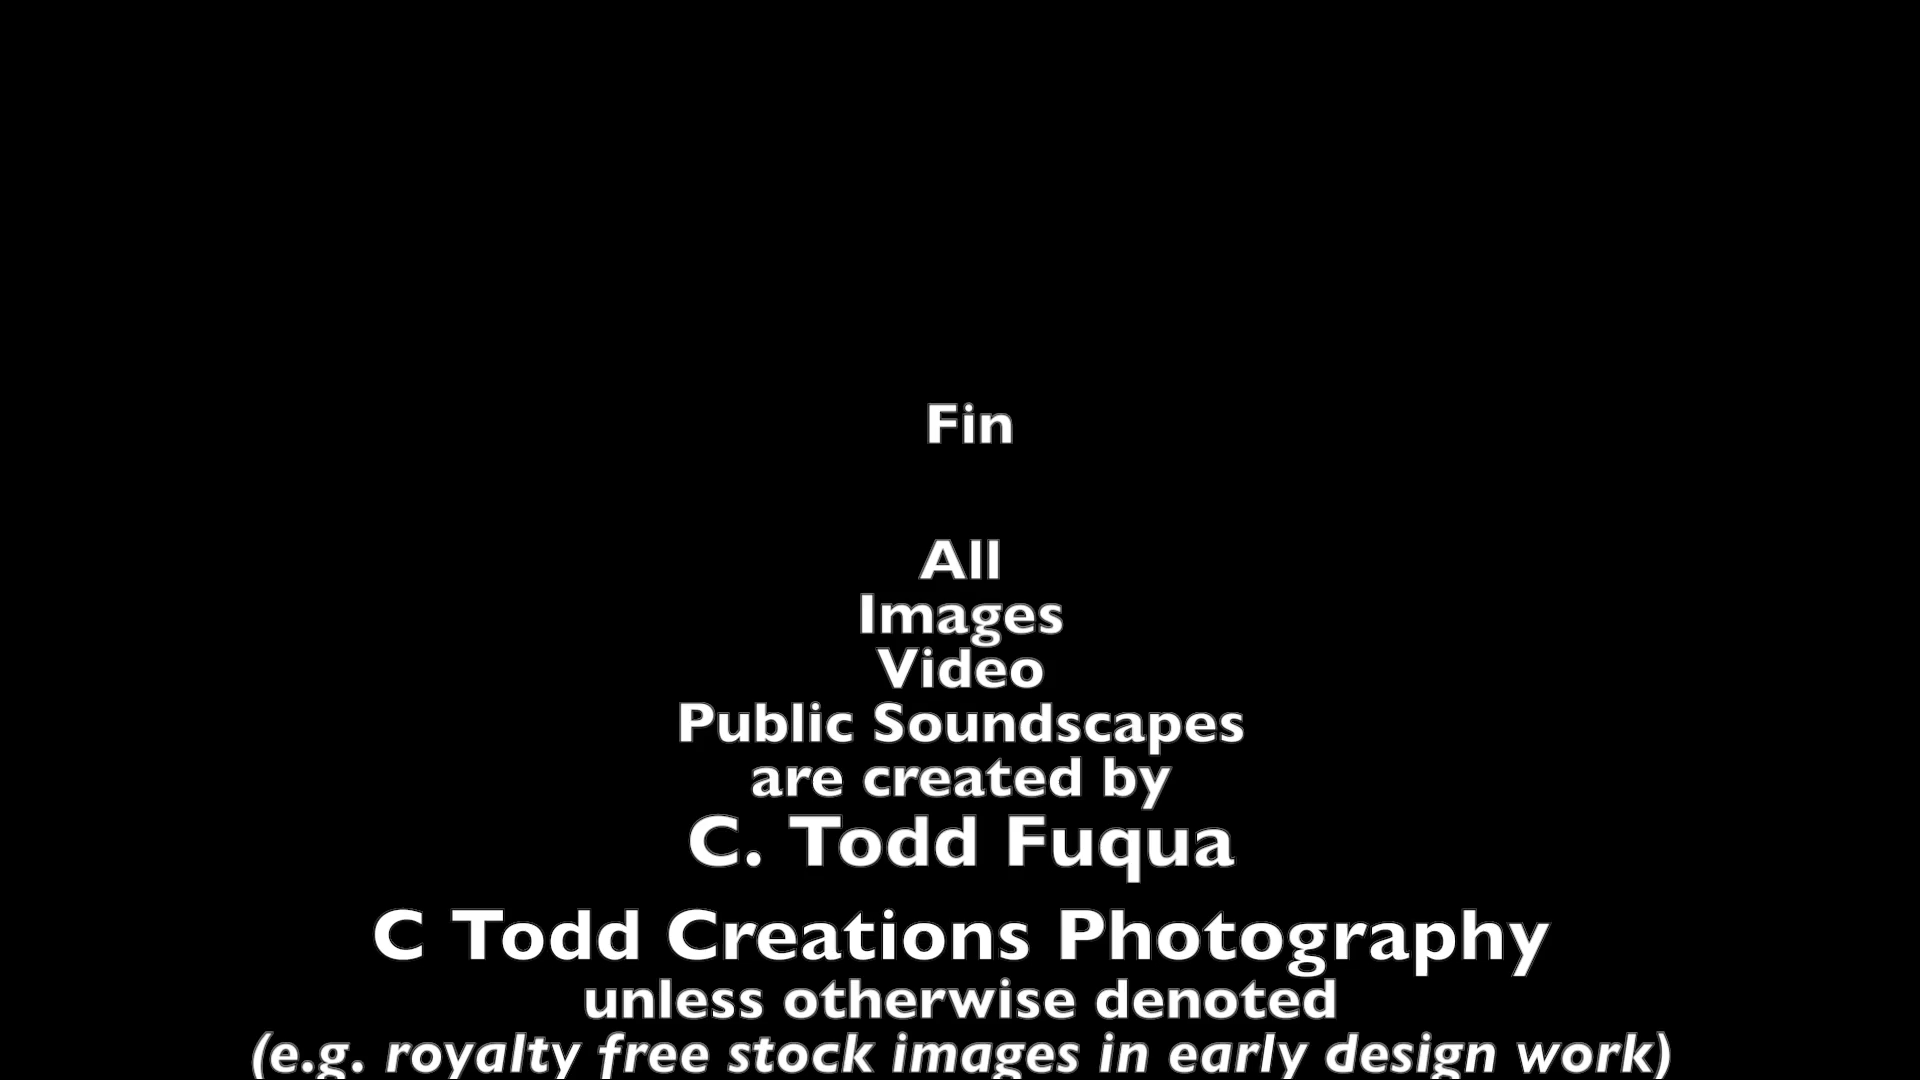 Fin
All
Images
Video
Public Soundscapes
are created by
C. Todd Fuqua
C Todd Creations Photography
unless otherwise denoted
(e.g. royalty free stock images in early design work)